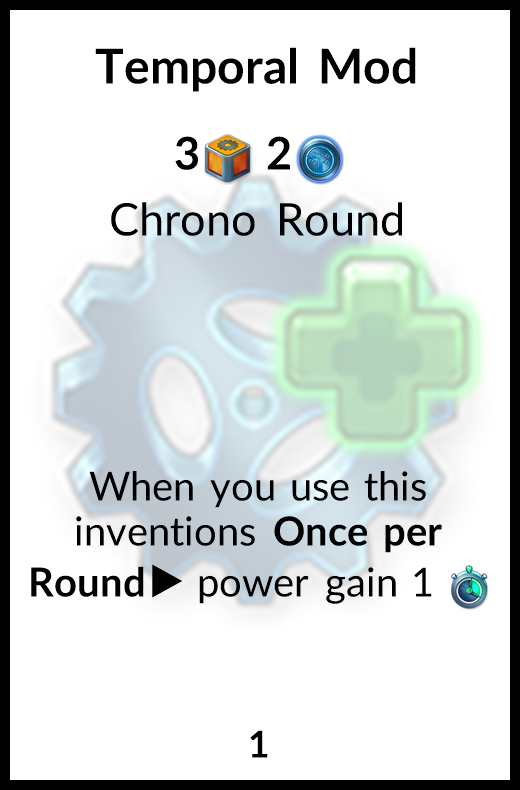 Temporal Mod
3 2
Chrono Round
When you use this
inventions Once per
Round▶ power gain 1
1